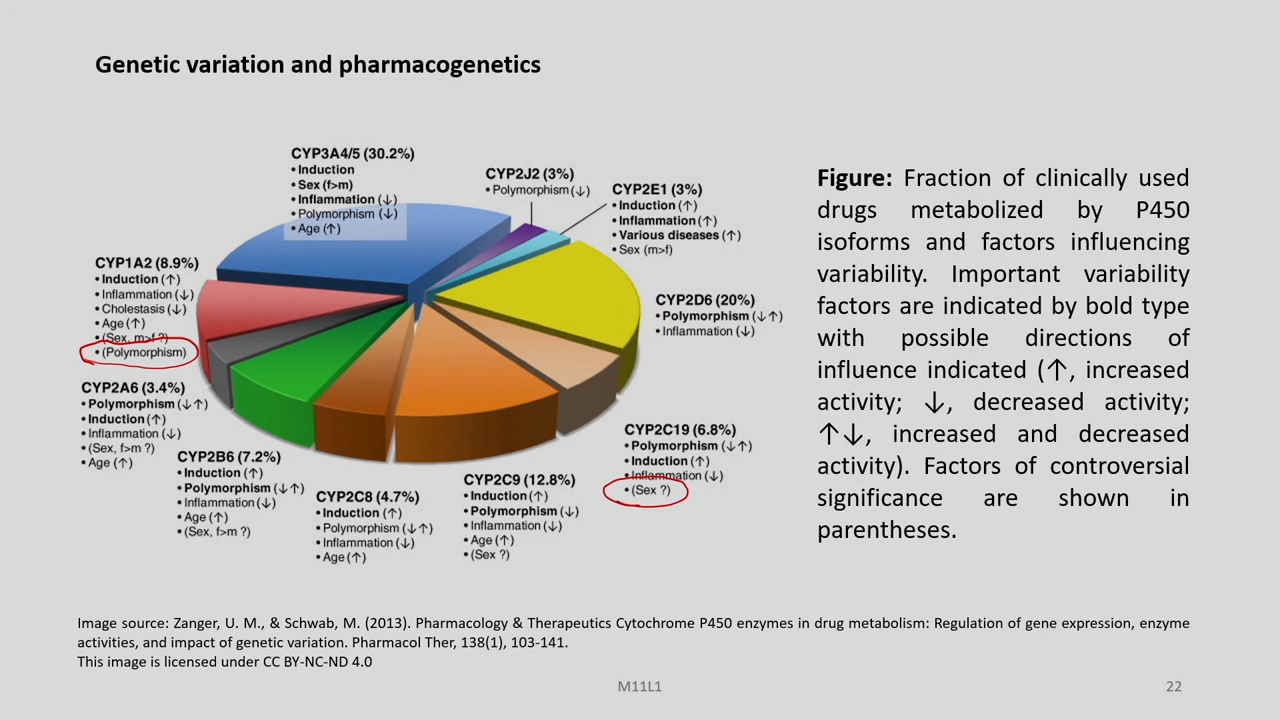 Genetic variation and pharmacogenetics
CYP3A4/5 (30.2%)
• Induction
• Sex (f>m)
• Inflammation (↓)
• Polymorphism (↓)
• Age (↑)
CYP2J2 (3%)
• Polymorphism (↓)
CYP2E1 (3%)
• Induction (↑)
• Inflammation (↑)
• Various diseases (↑)
• Sex (m>f)
CYP2D6 (20%)
• Polymorphism (↓↑)
• Inflammation (↓)
CYP2C19 (6.8%)
• Polymorphism (↓↑)
• Induction (↑)
• Inflammation (↓)
• (Sex ?)
CYP2C9 (12.8%)
• Induction (↑)
• Polymorphism (↓)
• Inflammation (↓)
• Age (↑)
• (Sex ?)
CYP2C8 (4.7%)
• Induction (↑)
• Polymorphism (↓↑)
• Inflammation (↓)
• Age (↑)
CYP2B6 (7.2%)
• Induction (↑)
• Polymorphism (↓↑)
• Inflammation (↓)
• Age (↑)
• (Sex, f>m ?)
CYP2A6 (3.4%)
• Polymorphism (↓↑)
• Induction (↑)
• Inflammation (↓)
• (Sex, f>m ?)
• Age (↑)
CYP1A2 (8.9%)
• Induction (↑)
• Inflammation (↓)
• Cholestasis (↓)
• Age (↑)
• (Sex, m>f ?)
• (Polymorphism)
Figure: Fraction of clinically used
drugs metabolized by P450
isoforms and factors influencing
variability. Important variability
factors are indicated by bold type
with possible directions of
influence indicated (↑, increased
activity; ↓, decreased activity;
↑↓, increased and decreased
activity). Factors of controversial
significance are shown in
parentheses.
Image source: Zanger, U. M., & Schwab, M. (2013). Pharmacology & Therapeutics Cytochrome P450 enzymes in drug metabolism: Regulation of gene expression, enzyme
activities, and impact of genetic variation. Pharmacol Ther, 138(1), 103-141.
This image is licensed under CC BY-NC-ND 4.0
M11L1
22